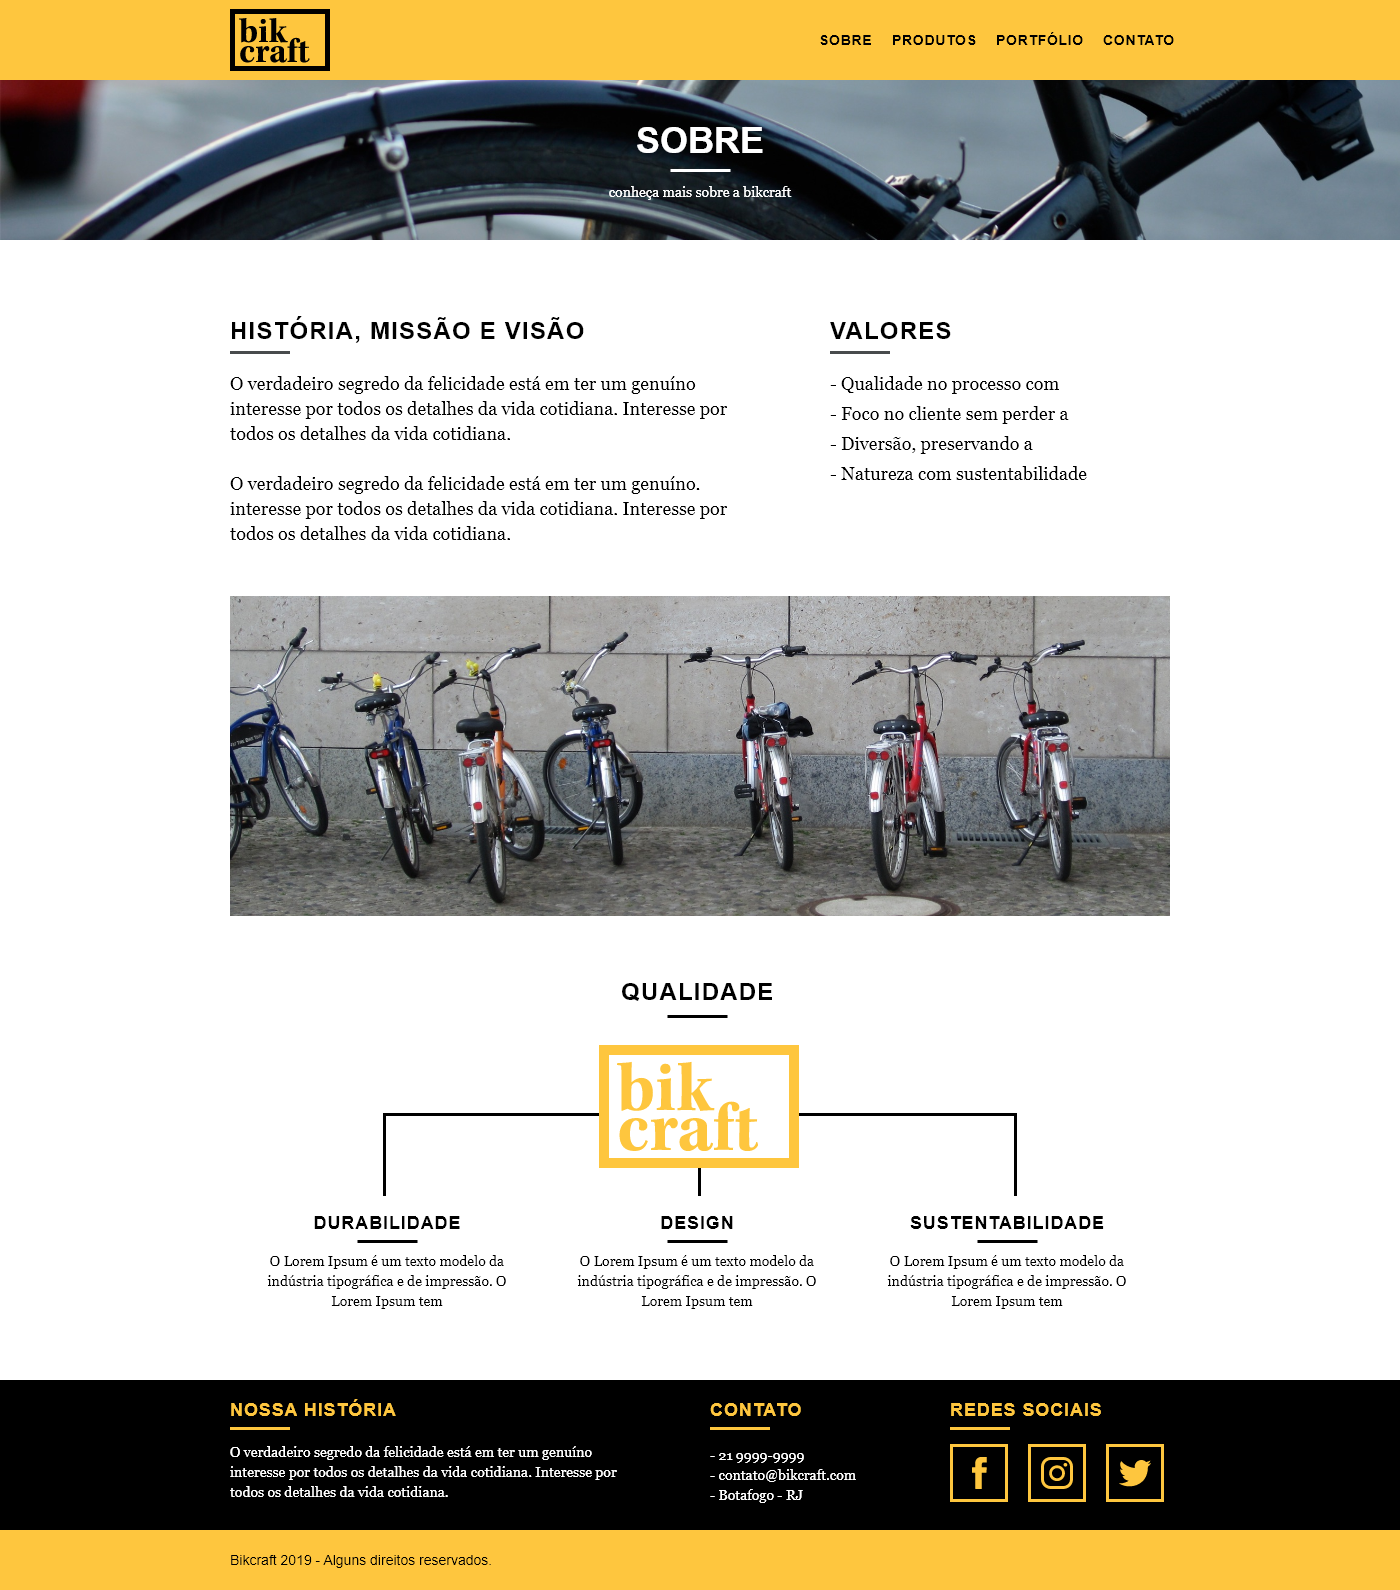 bik
craft
SOBRE PRODUTOS PORTFÓLIO CONTATO
SOBRE
conheça mais sobre a bikcraft
HISTÓRIA, MISSÃO E VISÃO
O verdadeiro segredo da felicidade está em ter um genuíno
interesse por todos os detalhes da vida cotidiana. Interesse por
todos os detalhes da vida cotidiana.
O verdadeiro segredo da felicidade está em ter um genuíno.
interesse por todos os detalhes da vida cotidiana. Interesse por
todos os detalhes da vida cotidiana.
VALORES
- Qualidade no processo com
- Foco no cliente sem perder a
- Diversão, preservando a
- Natureza com sustentabilidade
QUALIDADE
bik
craft
DURABILIDADE
O Lorem Ipsum é um texto modelo da
indústria tipográfica e de impressão. O
Lorem Ipsum tem
DESIGN
O Lorem Ipsum é um texto modelo da
indústria tipográfica e de impressão. O
Lorem Ipsum tem
SUSTENTABILIDADE
O Lorem Ipsum é um texto modelo da
indústria tipográfica e de impressão. O
Lorem Ipsum tem
NOSSA HISTÓRIA
O verdadeiro segredo da felicidade está em ter um genuíno
interesse por todos os detalhes da vida cotidiana. Interesse por
todos os detalhes da vida cotidiana.
CONTATO
- 21 9999-9999
- contato@bikcraft.com
- Botafogo - RJ
REDES SOCIAIS
Bikcraft 2019 - Alguns direitos reservados.